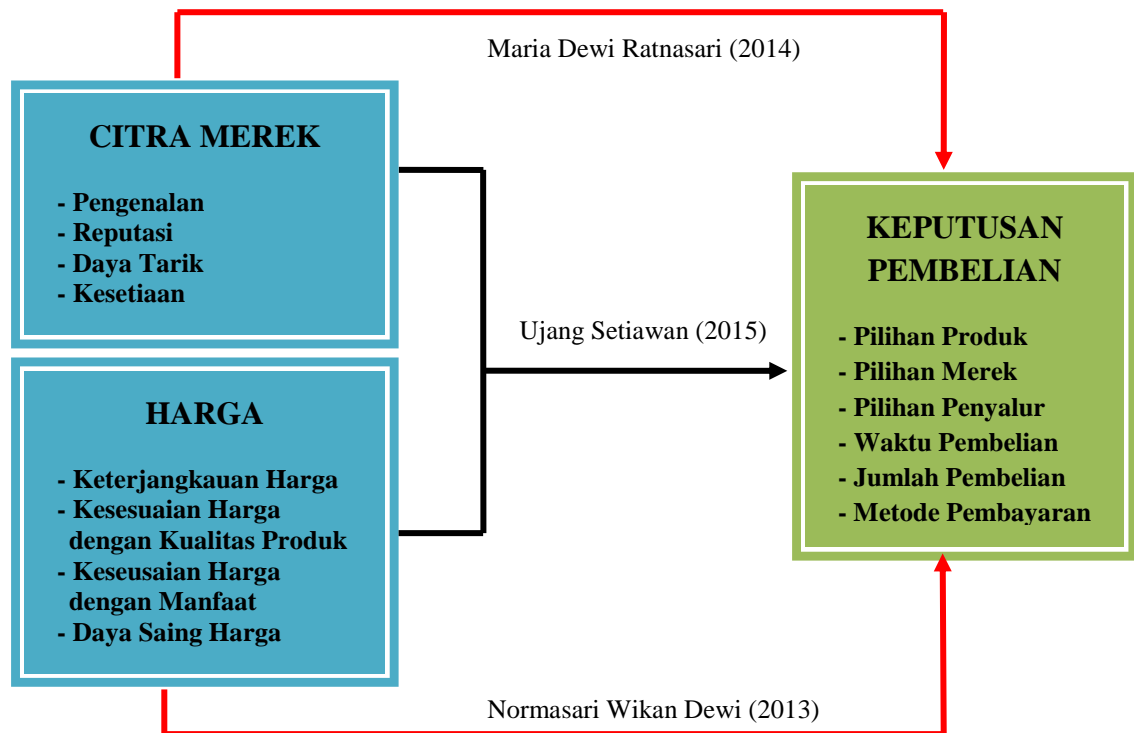 Maria Dewi Ratnasari (2014)
CITRA MEREK
- Pengenalan
- Reputasi
- Daya Tarik
- Kesetiaan
HARGA
- Keterjangkauan Harga
- Kesesuaian Harga
dengan Kualitas Produk
- Keseusaian Harga
dengan Manfaat
- Daya Saing Harga
Ujang Setiawan (2015)
KEPUTUSAN
PEMBELIAN
- Pilihan Produk
- Pilihan Merek
- Pilihan Penyalur
- Waktu Pembelian
- Jumlah Pembelian
- Metode Pembayaran
Normasari Wikan Dewi (2013)